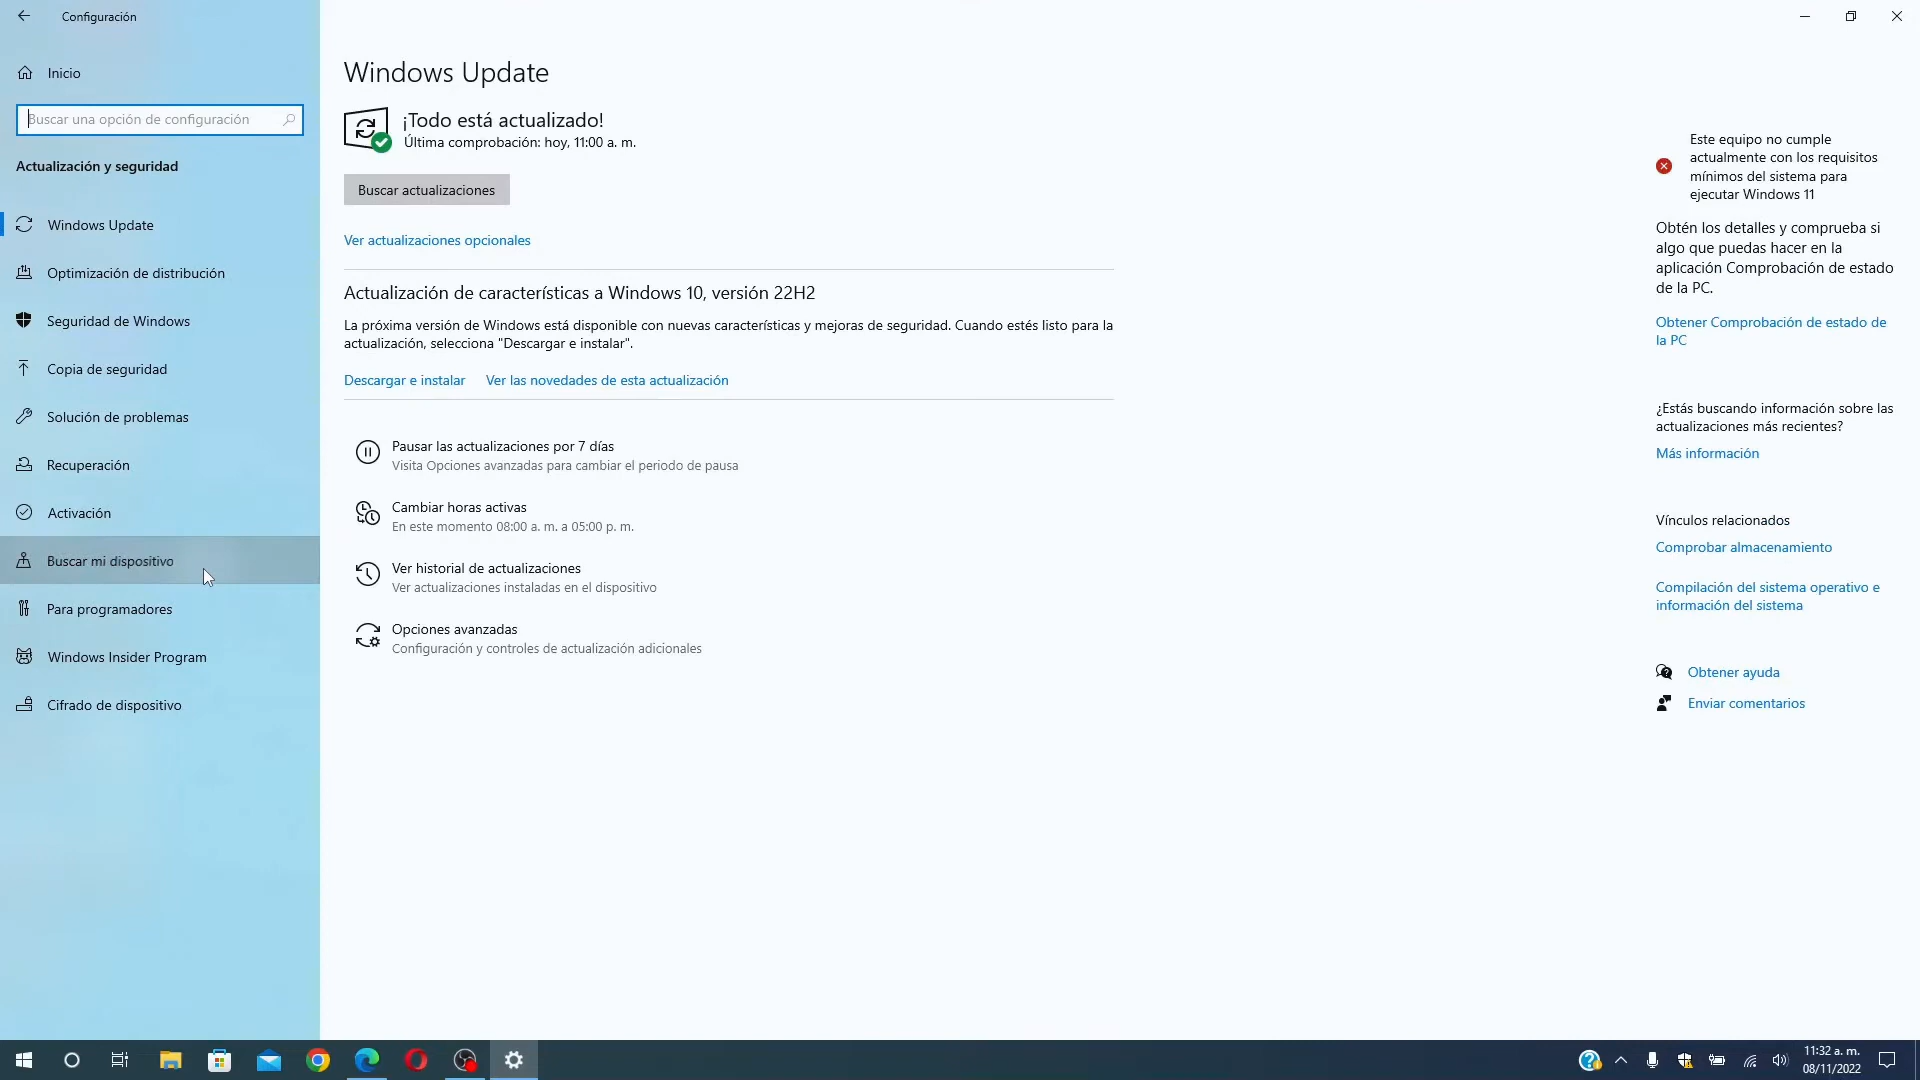 Configuración
Inicio
Buscar una opción de configuración
Actualización y seguridad
Windows Update
Optimización de distribución
Seguridad de Windows
Copia de seguridad
Solución de problemas
Recuperación
Activación
Buscar mi dispositivo
Para programadores
Windows Insider Program
Cifrado de dispositivo
Windows Update
¡Todo está actualizado!
Última comprobación: hoy, 11:00 a. m.
Buscar actualizaciones
Ver actualizaciones opcionales
Actualización de características a Windows 10, versión 22H2
La próxima versión de Windows está disponible con nuevas características y mejoras de seguridad. Cuando estés listo para la
actualización, selecciona "Descargar e instalar".
Descargar e instalar Ver las novedades de esta actualización
Pausar las actualizaciones por 7 días
Visita Opciones avanzadas para cambiar el periodo de pausa
Cambiar horas activas
En este momento 08:00 a. m. a 05:00 p. m.
Ver historial de actualizaciones
Ver actualizaciones instaladas en el dispositivo
Opciones avanzadas
Configuración y controles de actualización adicionales
Este equipo no cumple
actualmente con los requisitos
mínimos del sistema para
ejecutar Windows 11
Obtén los detalles y comprueba si
algo que puedas hacer en la
aplicación Comprobación de estado
de la PC.
Obtener Comprobación de estado de
la PC
¿Estás buscando información sobre las
actualizaciones más recientes?
Más información
Vínculos relacionados
Comprobar almacenamiento
Compilación del sistema operativo e
información del sistema
Obtener ayuda
Enviar comentarios
11:32 a. m.
08/11/2022